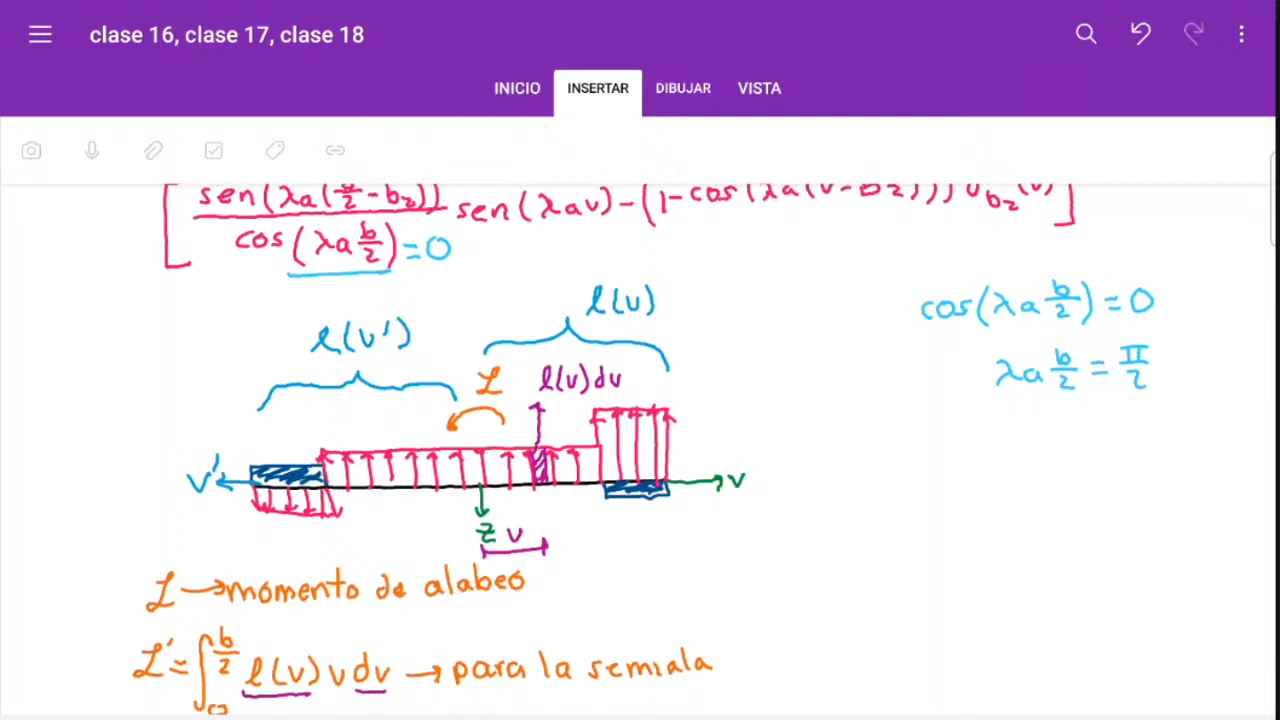 clase 16, clase 17, clase 18
INICIO INSERTAR DIBUJAR VISTA
sen(λa(b/2-b₂)) sen(λav)-(1-cos(λa(v-b₂)))U_b₂(v)
cos(λa b/2)=0
l(v)
cos(λa b/2)=0
l(v')
λa b/2 = π/2
ℒ l(v)dv
v' v
z v
ℒ → momento de alabeo
ℒ'=∫ b/2 l(v) v dv → para la semiala